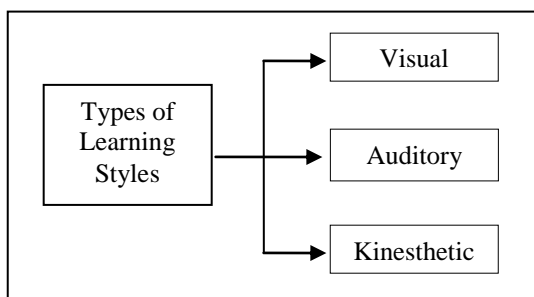 Types of
Learning
Styles
Visual
Auditory
Kinesthetic